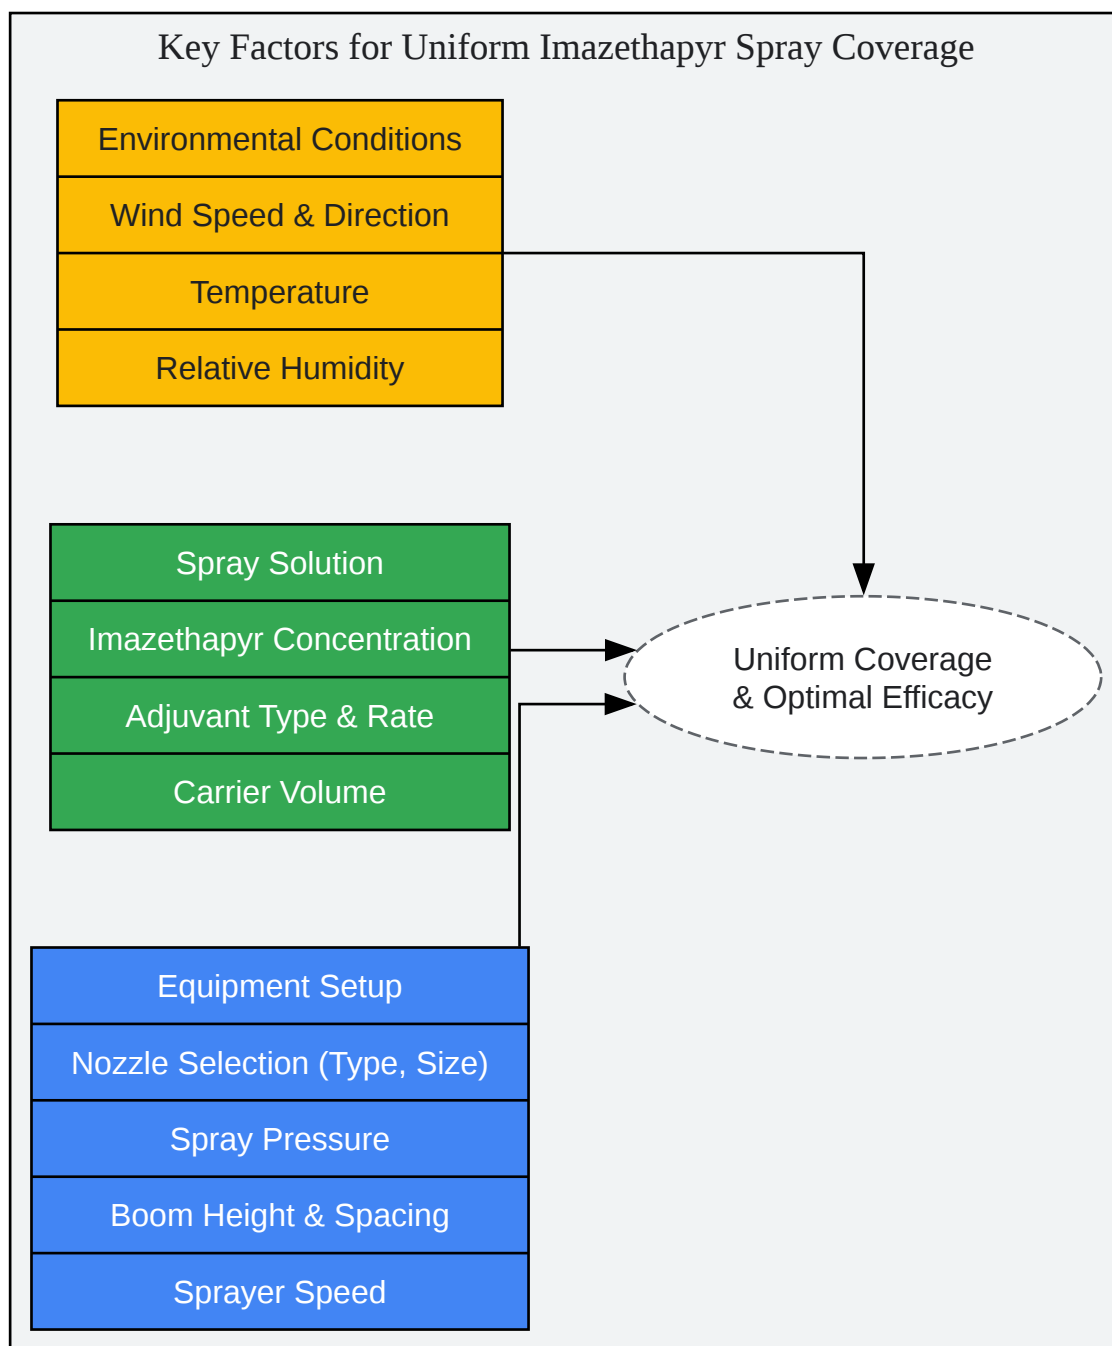 Key Factors for Uniform Imazethapyr Spray Coverage
Environmental Conditions
Wind Speed & Direction
Temperature
Relative Humidity
Spray Solution
Imazethapyr Concentration
Adjuvant Type & Rate
Carrier Volume
Uniform Coverage
& Optimal Efficacy
Equipment Setup
Nozzle Selection (Type, Size)
Spray Pressure
Boom Height & Spacing
Sprayer Speed